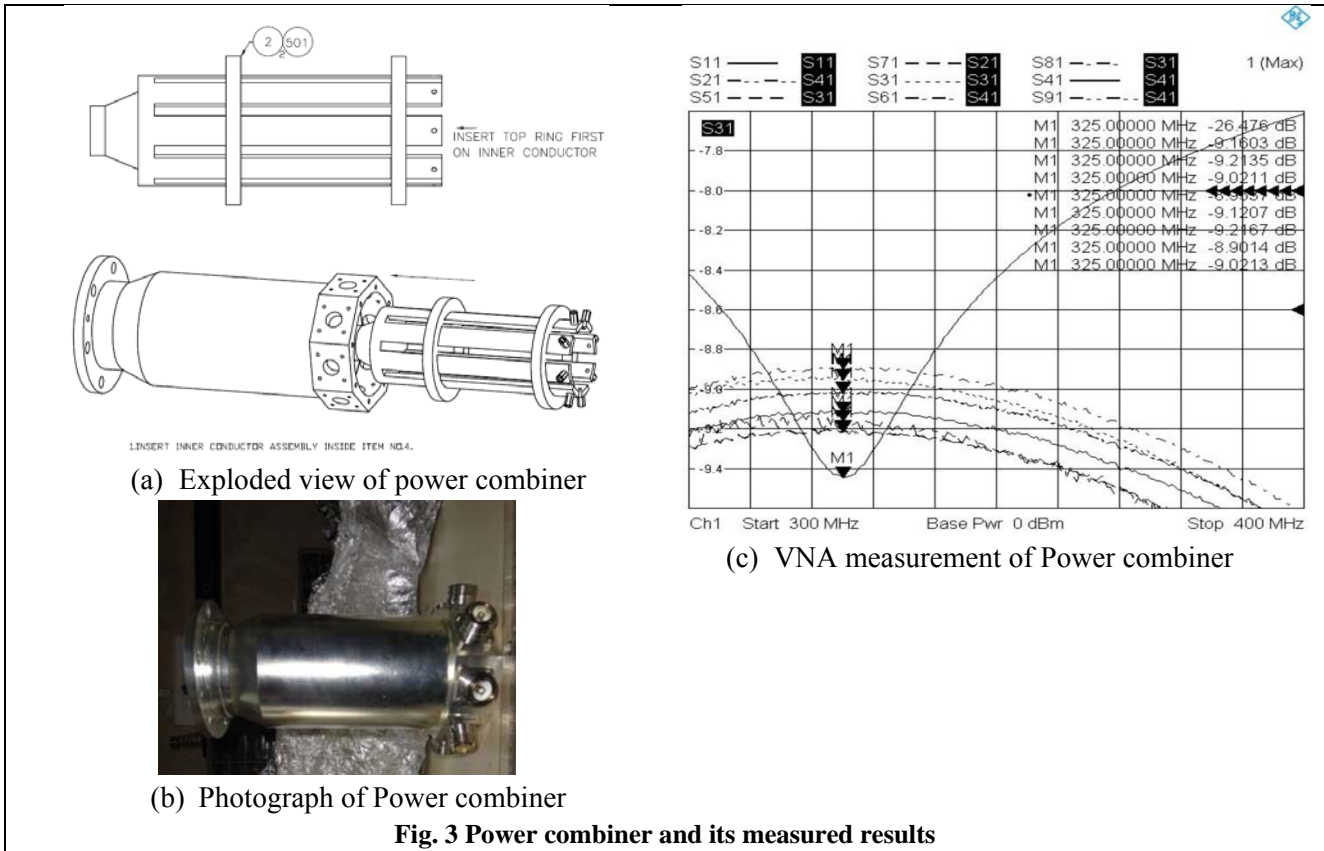 2
501
2
INSERT TOP RING FIRST
ON INNER CONDUCTOR
1.INSERT INNER CONDUCTOR ASSEMBLY INSIDE ITEM NO.4.
(a) Exploded view of power combiner
(b) Photograph of Power combiner
S11 S11 S71 S21 S81 S31 1 (Max)
S21 S41 S31 S31 S41 S31
S51 S31 S61 S41 S91 S41
S31
M1 325.00000 MHz -26.476 dB
M1 325.00000 MHz -9.1603 dB
M1 325.00000 MHz -9.2135 dB
M1 325.00000 MHz -9.0211 dB
•M1 325.00000 MHz
M1 325.00000 MHz -9.1207 dB
M1 325.00000 MHz -9.2167 dB
M1 325.00000 MHz -8.9014 dB
M1 325.00000 MHz -9.0213 dB
-7.8
-8.0
-8.2
-8.4
-8.6
-8.8
-9.4
M1
M1
Ch1 Start 300 MHz Base Pwr 0 dBm Stop 400 MHz
(c) VNA measurement of Power combiner
Fig. 3 Power combiner and its measured results